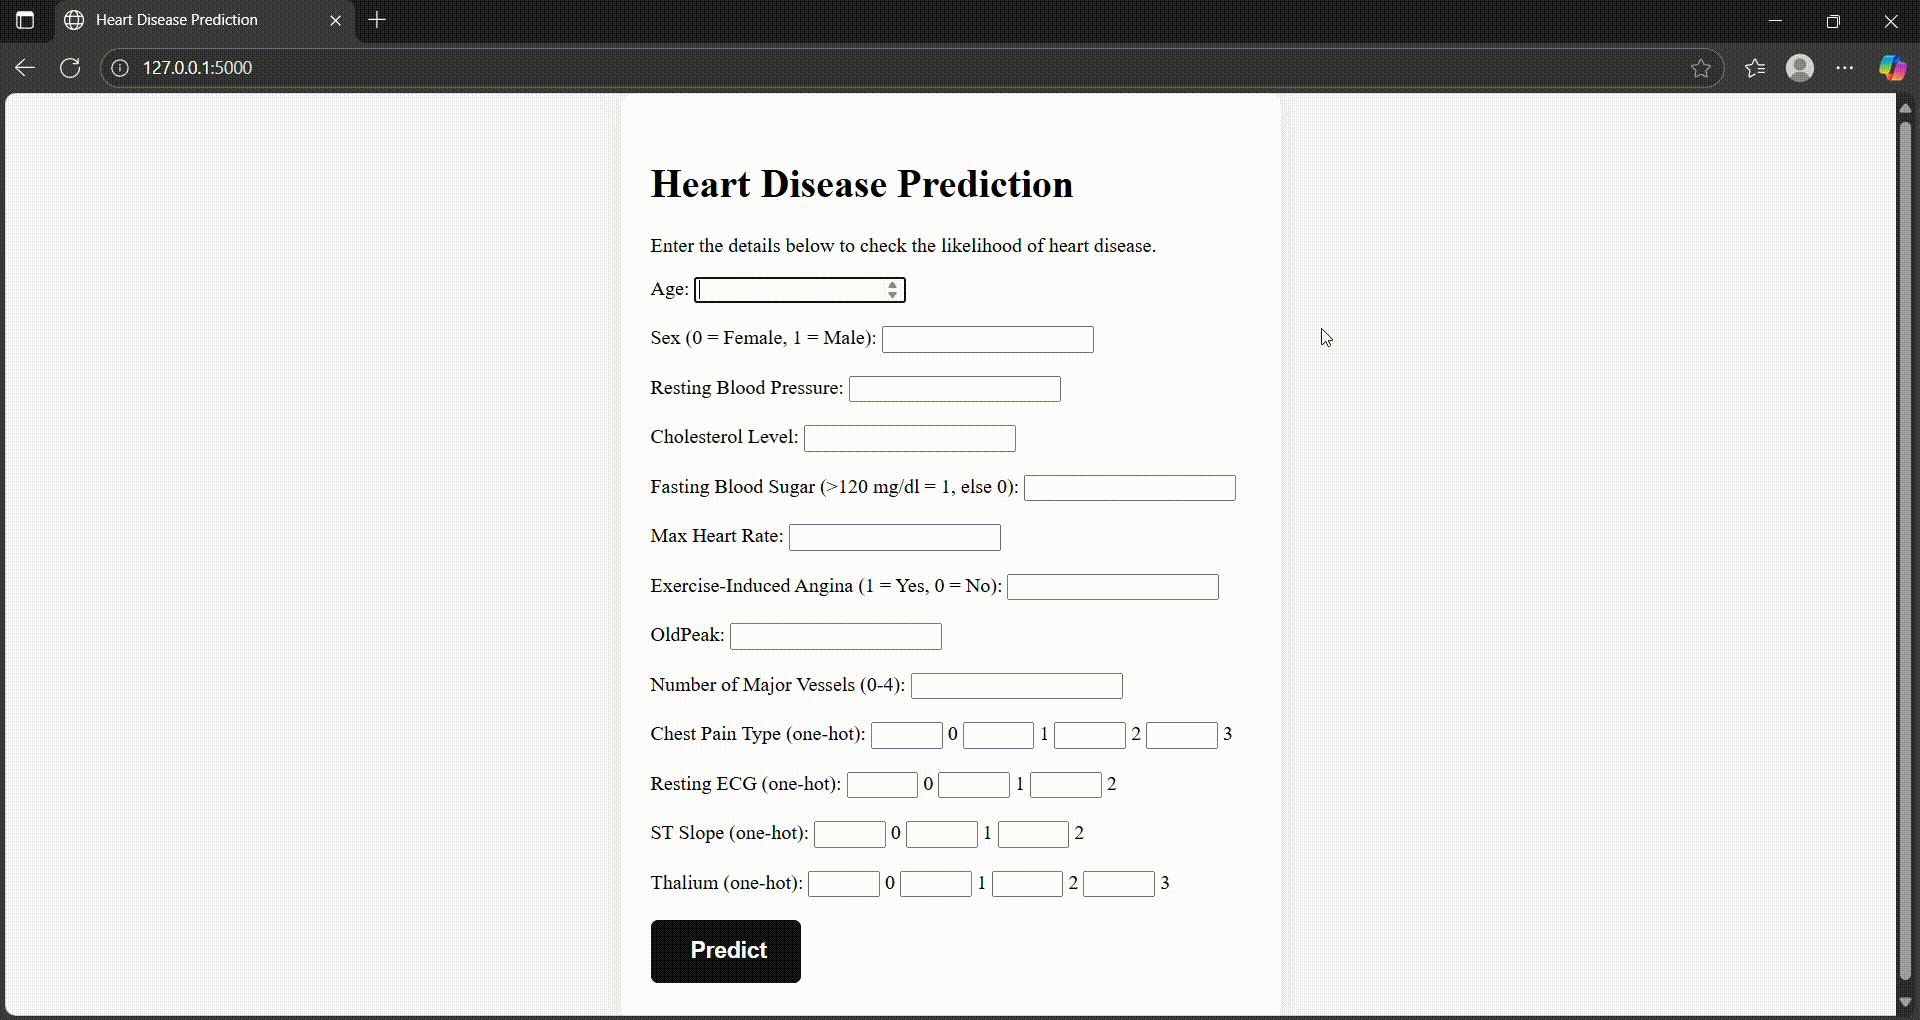 Heart Disease Prediction
127.0.0.1:5000
Heart Disease Prediction
Enter the details below to check the likelihood of heart disease.
Age:
Sex (0 = Female, 1 = Male):
Resting Blood Pressure:
Cholesterol Level:
Fasting Blood Sugar (>120 mg/dl = 1, else 0):
Max Heart Rate:
Exercise-Induced Angina (1 = Yes, 0 = No):
OldPeak:
Number of Major Vessels (0-4):
Chest Pain Type (one-hot): 0 1 2 3
Resting ECG (one-hot): 0 1 2
ST Slope (one-hot): 0 1 2
Thalium (one-hot): 0 1 2 3
Predict